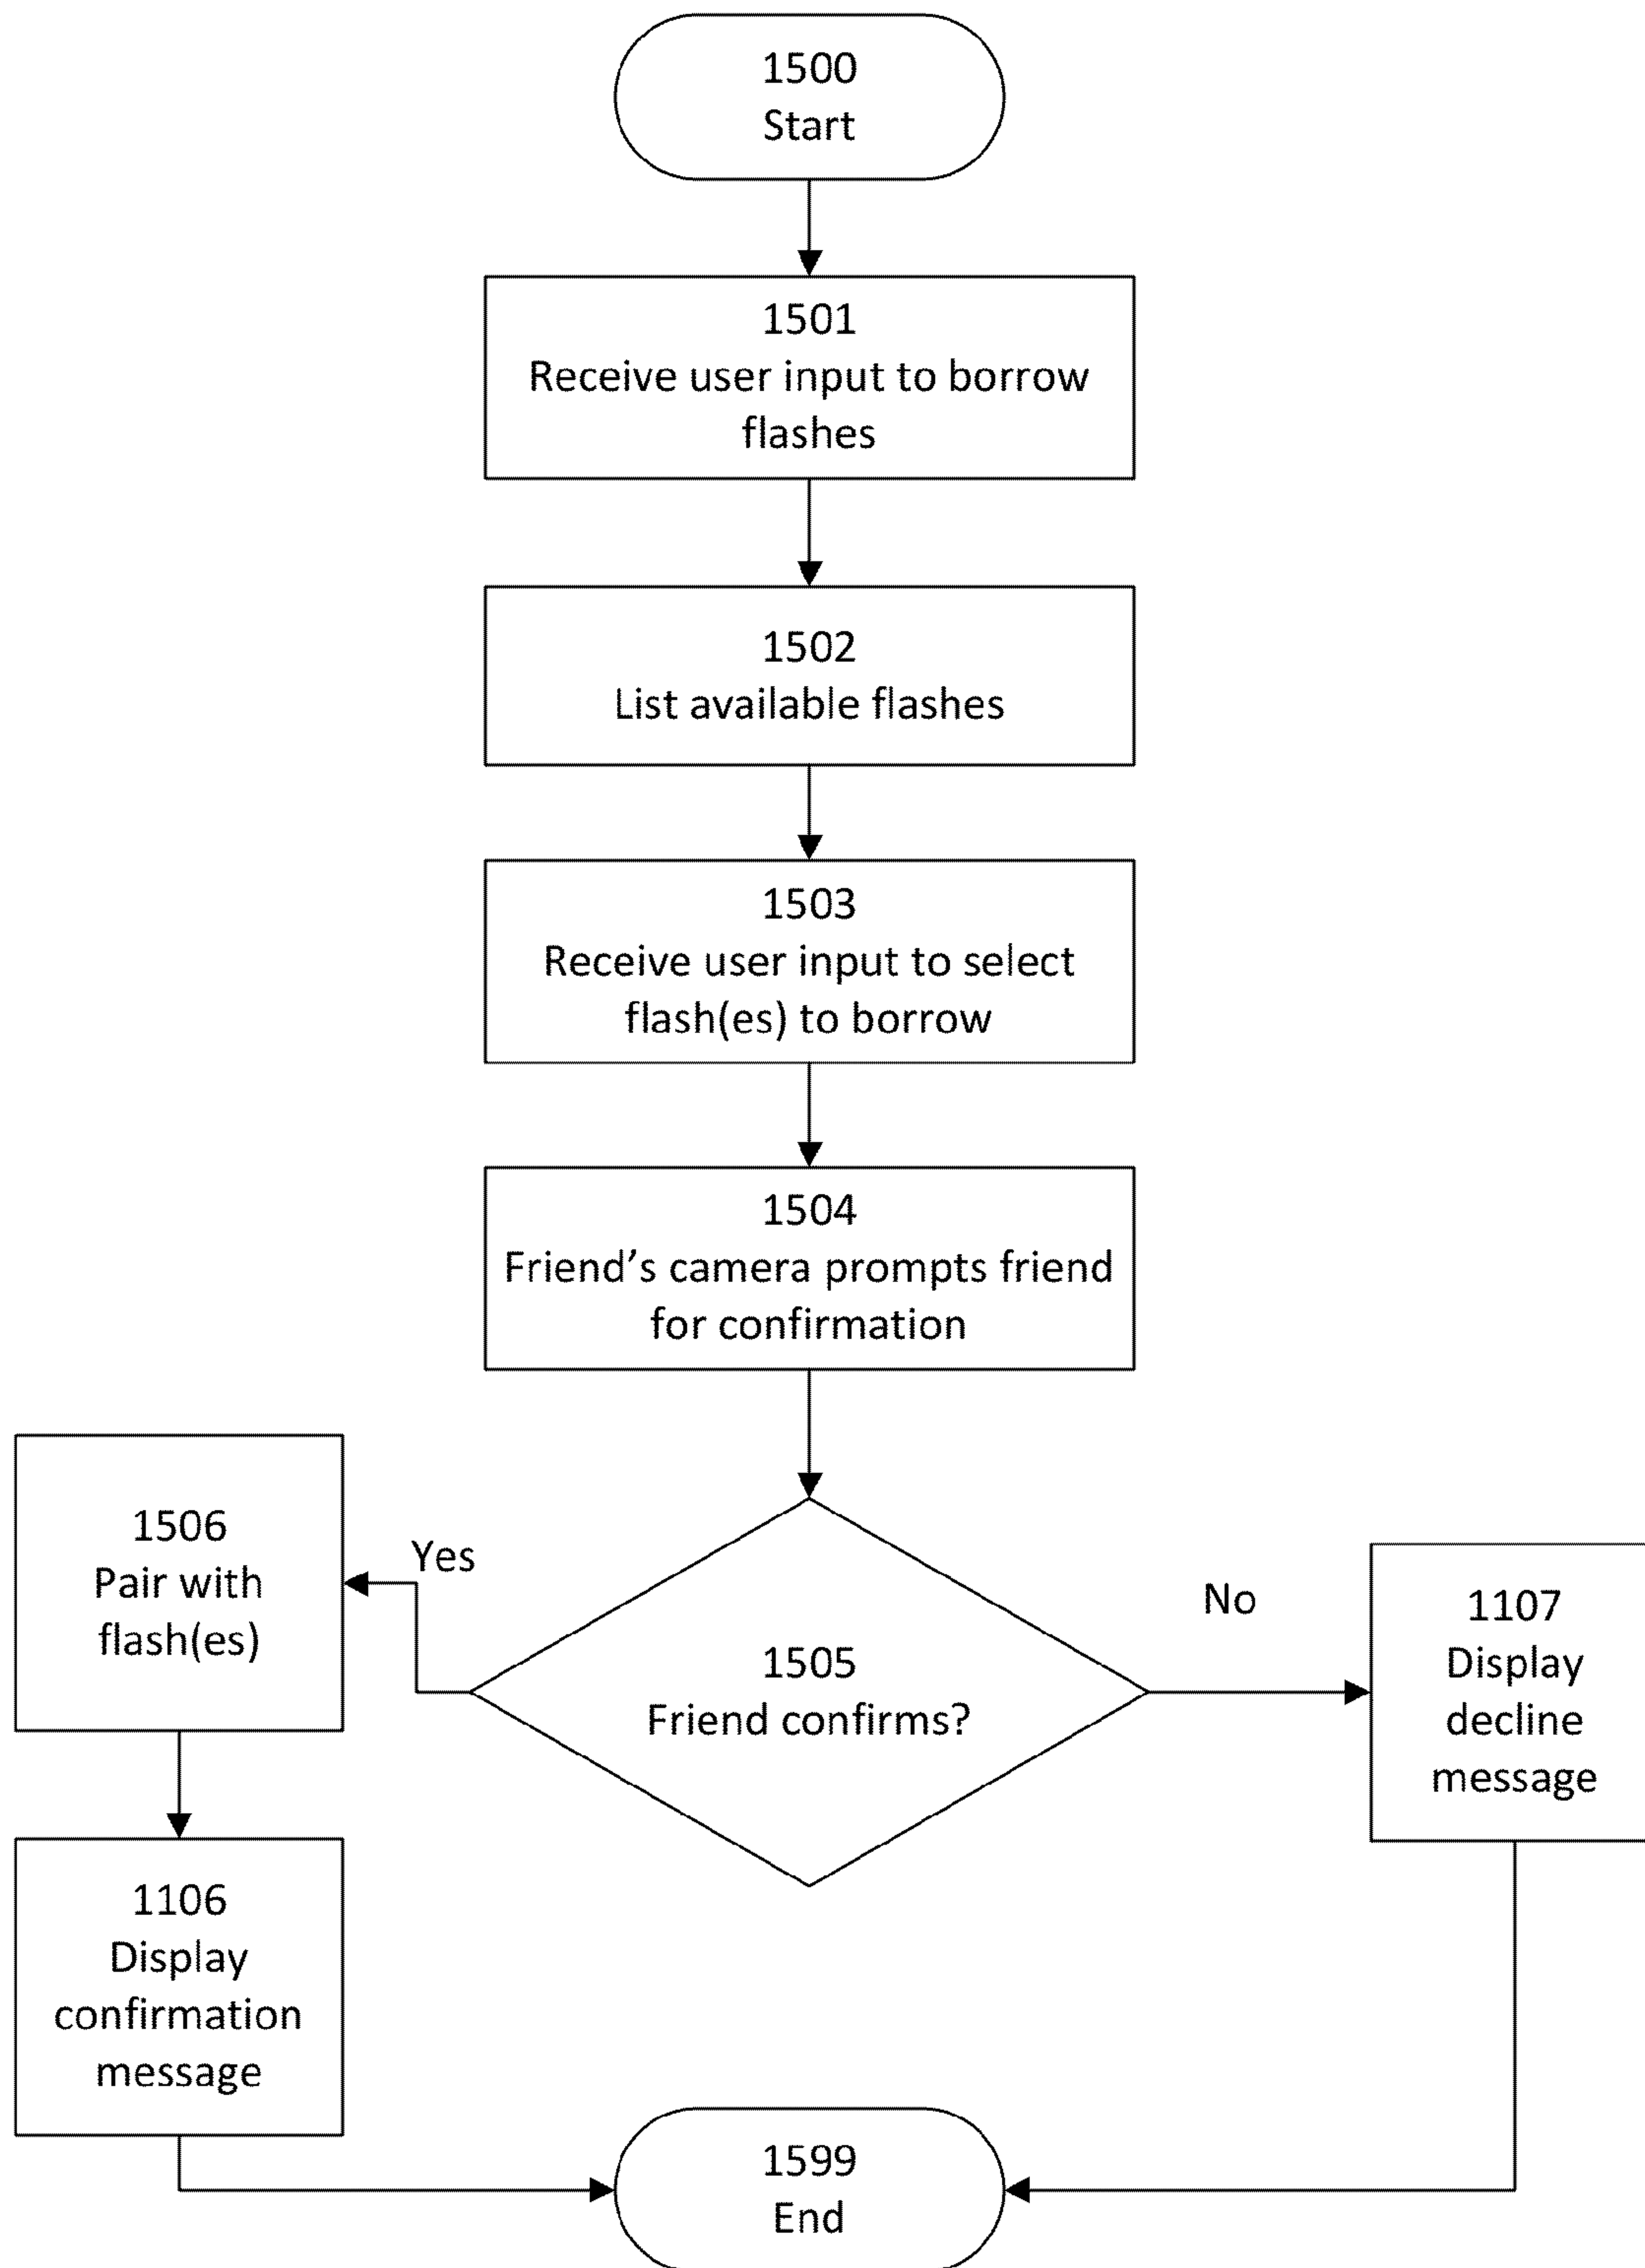 1500
Start
1501
Receive user input to borrow
flashes
1502
List available flashes
1503
Receive user input to select
flash(es) to borrow
1504
Friend’s camera prompts friend
for confirmation
1506
Pair with
flash(es)
Yes
1505
Friend confirms?
No
1107
Display
decline
message
1106
Display
confirmation
message
1599
End